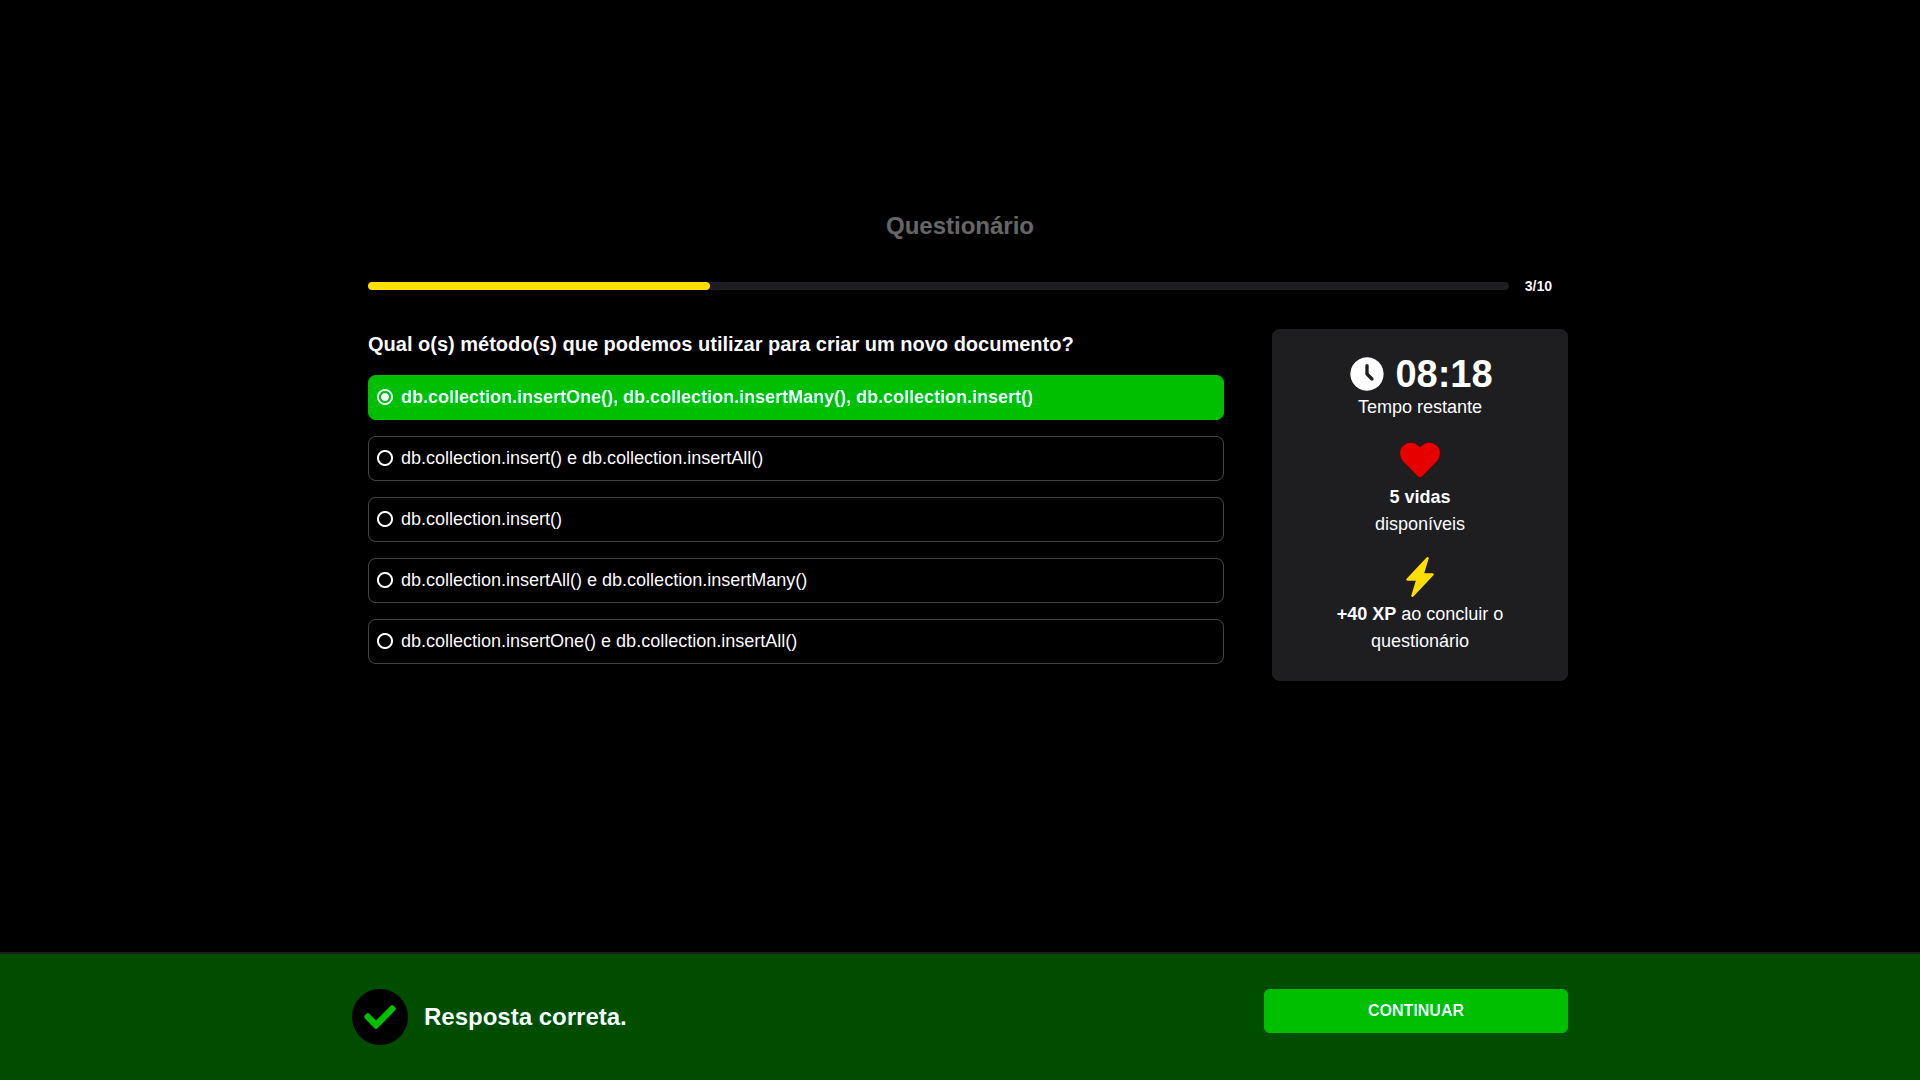 Questionário
3/10
Qual o(s) método(s) que podemos utilizar para criar um novo documento?
db.collection.insertOne(), db.collection.insertMany(), db.collection.insert()
db.collection.insert() e db.collection.insertAll()
db.collection.insert()
db.collection.insertAll() e db.collection.insertMany()
db.collection.insertOne() e db.collection.insertAll()
08:18
Tempo restante
5 vidas
disponíveis
+40 XP ao concluir o
questionário
Resposta correta.
CONTINUAR